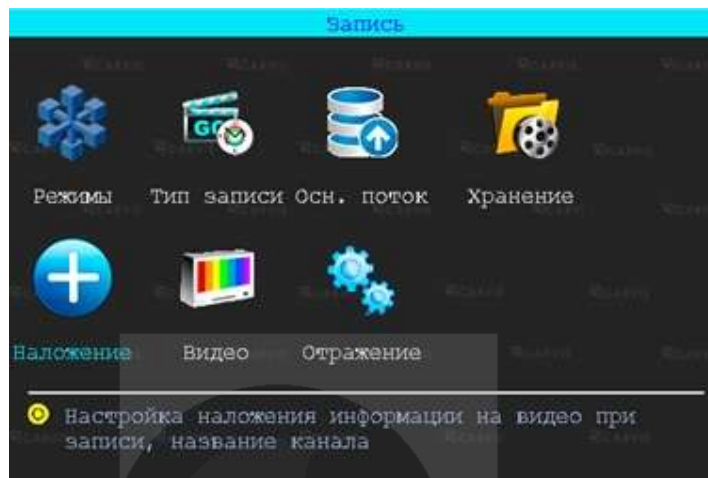 Запись
Режимы Тип записи Осн. поток Хранение
Наложение Видео Отражение
Настройка наложения информации на видео при
записи, название канала